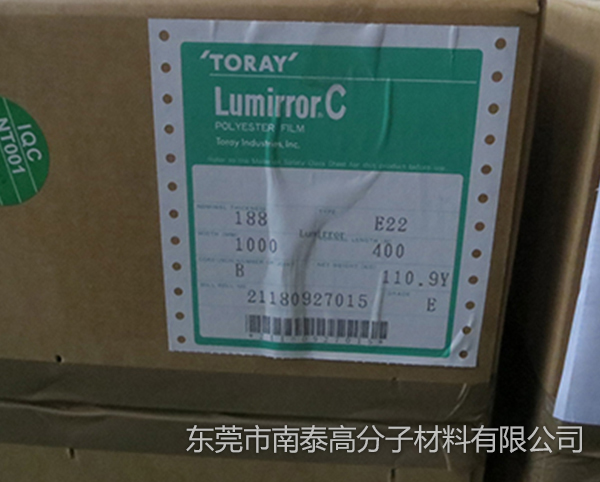 IQC
NT001
'TORAY'
Lumirror. C
POLYESTER FILM
Toray Industries, Inc.
188 E22
1000 400
B 110.9Y
21180927015 E
东莞市南泰高分子材料有限公司